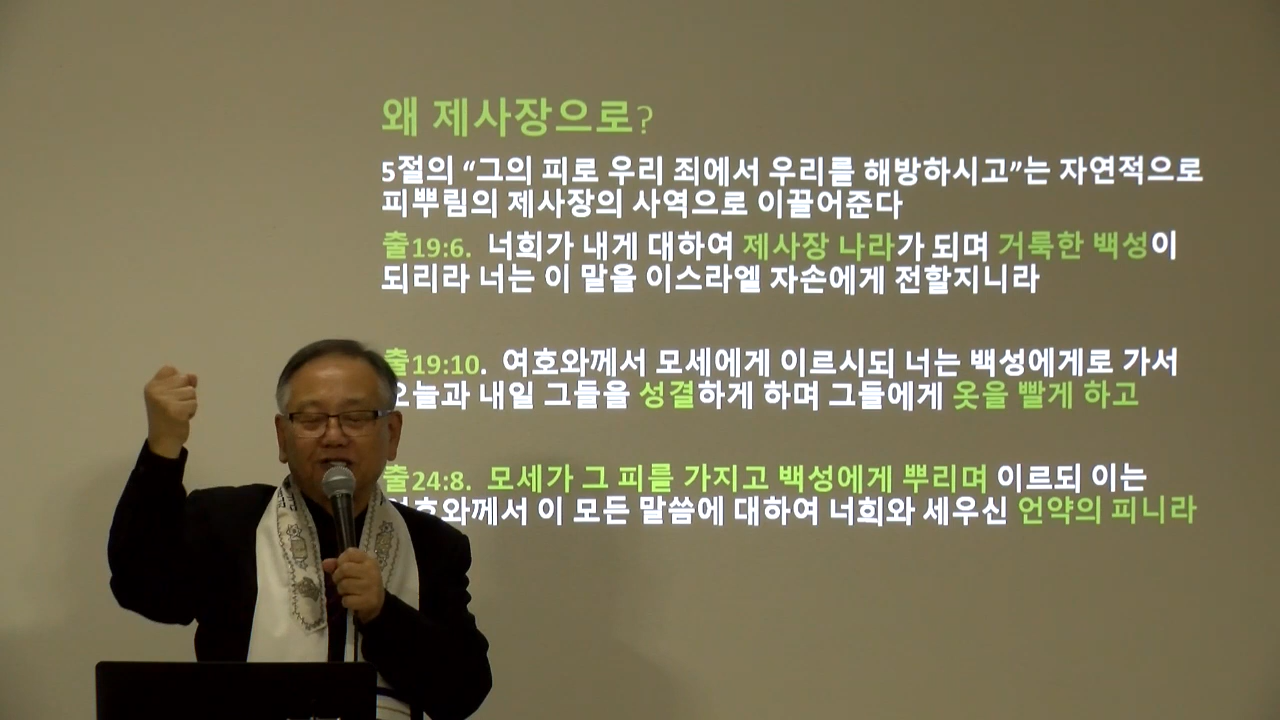 왜 제사장으로?
5절의 “그의 피로 우리 죄에서 우리를 해방하시고”는 자연적으로
피뿌림의 제사장의 사역으로 이끌어준다
출19:6. 너희가 내게 대하여 제사장 나라가 되며 거룩한 백성이
되리라 너는 이 말을 이스라엘 자손에게 전할지니라
출19:10. 여호와께서 모세에게 이르시되 너는 백성에게로 가서
오늘과 내일 그들을 성결하게 하며 그들에게 옷을 빨게 하고
출24:8. 모세가 그 피를 가지고 백성에게 뿌리며 이르되 이는
여호와께서 이 모든 말씀에 대하여 너희와 세우신 언약의 피니라